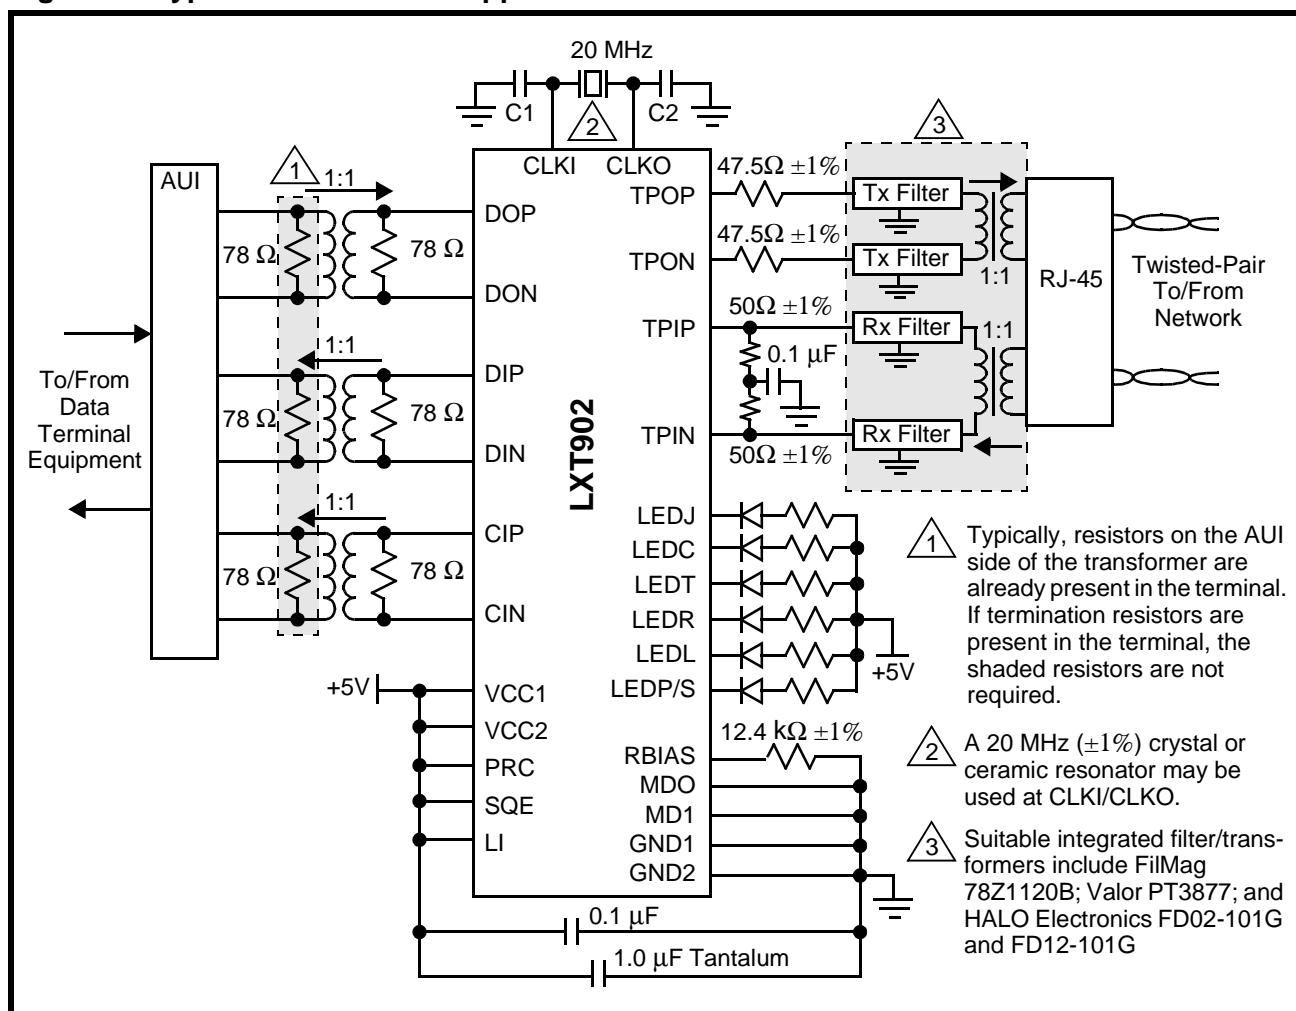 20 MHz
C1
2
C2
3
CLKI
CLKO
47.5Ω ±1%
AUI
1
1:1
TPOP
Tx Filter
DOP
78 Ω
78 Ω
47.5Ω ±1%
TPON
Tx Filter
1:1
RJ-45
Twisted-Pair
To/From
Network
DON
50Ω ±1%
TPIP
Rx Filter
1:1
1:1
0.1 µF
DIP
To/From
Data
Terminal
Equipment
78 Ω
78 Ω
TPIN
Rx Filter
DIN
50Ω ±1%
LXT902
1:1
CIP
78 Ω
78 Ω
CIN
LEDJ
LEDC
LEDT
LEDR
LEDL
LEDP/S
+5V
1
Typically, resistors on the AUI
side of the transformer are
already present in the terminal.
If termination resistors are
present in the terminal, the
shaded resistors are not
required.
+5V
VCC1
VCC2
PRC
SQE
LI
12.4 kΩ ±1%
RBIAS
MDO
MD1
GND1
GND2
2
A 20 MHz (±1%) crystal or
ceramic resonator may be
used at CLKI/CLKO.
3
Suitable integrated filter/trans-
formers include FilMag
78Z1120B; Valor PT3877; and
HALO Electronics FD02-101G
and FD12-101G
0.1 µF
1.0 µF Tantalum